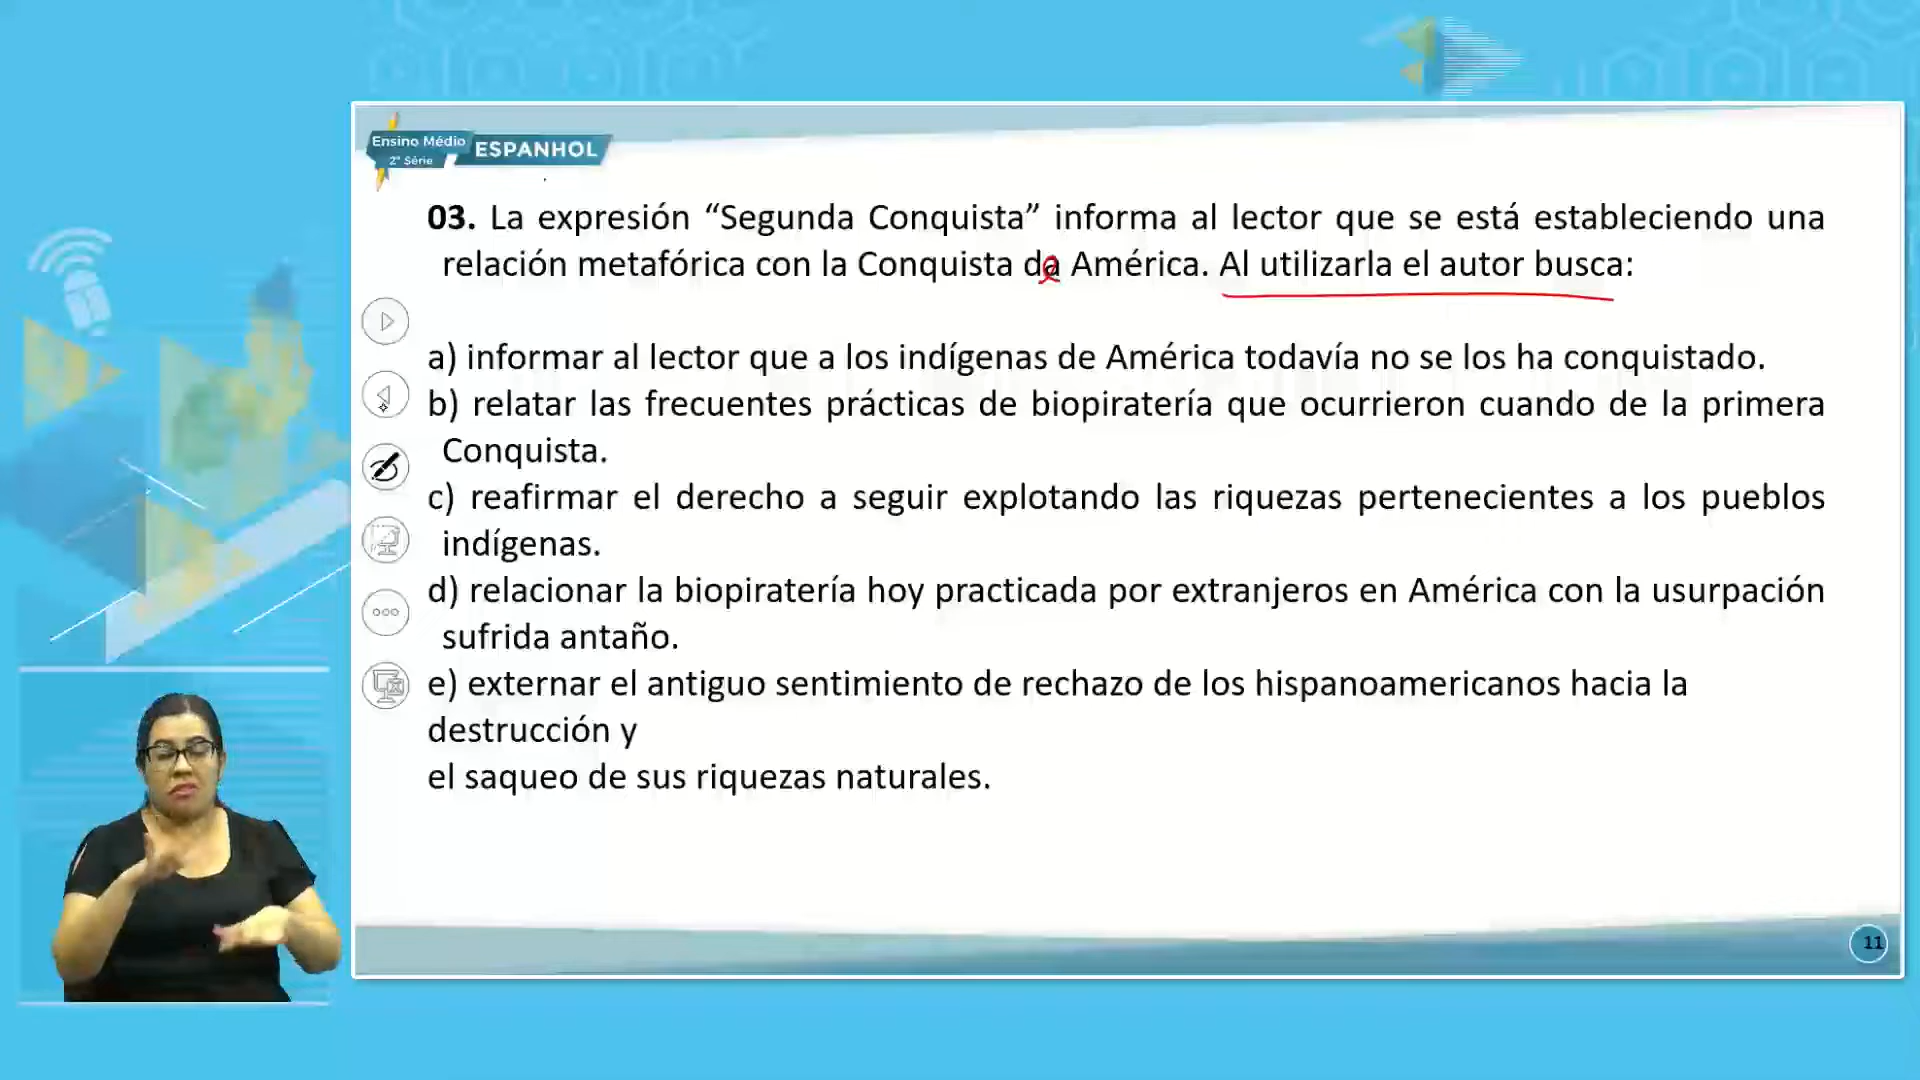 Ensino Médio
2ª Série
ESPANHOL
03. La expresión “Segunda Conquista” informa al lector que se está estableciendo una
relación metafórica con la Conquista de América. Al utilizarla el autor busca:
a) informar al lector que a los indígenas de América todavía no se los ha conquistado.
b) relatar las frecuentes prácticas de biopiratería que ocurrieron cuando de la primera
Conquista.
c) reafirmar el derecho a seguir explotando las riquezas pertenecientes a los pueblos
indígenas.
d) relacionar la biopiratería hoy practicada por extranjeros en América con la usurpación
sufrida antaño.
e) externar el antiguo sentimiento de rechazo de los hispanoamericanos hacia la
destrucción y
el saqueo de sus riquezas naturales.
11